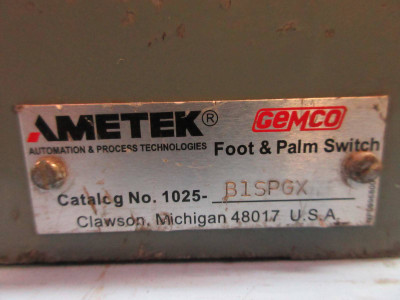 AMETEK® GEMCO
AUTOMATION & PROCESS TECHNOLOGIES Foot & Palm Switch
Catalog No. 1025- B1SPGX
Clawson, Michigan 48017 U.S.A.